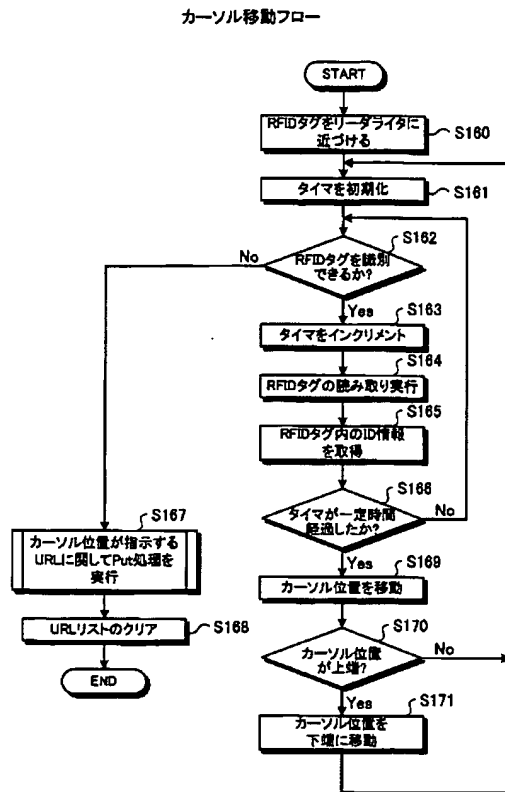 カーソル移動フロー
START
RFIDタグをリーダライタに
近づける
S160
タイマを初期化
S161
S162
RFIDタグを識別
できるか?
No
Yes
S163
タイマをインクリメント
S164
RFIDタグの読み取り実行
S165
RFIDタグ内のID情報
を取得
S166
タイマが一定時間
経過したか?
No
Yes
S167
カーソル位置が指示する
URLに関してPut処理を
実行
S169
カーソル位置を移動
URLリストのクリア
S168
S170
カーソル位置
が上端?
No
END
Yes
S171
カーソル位置を
下端に移動